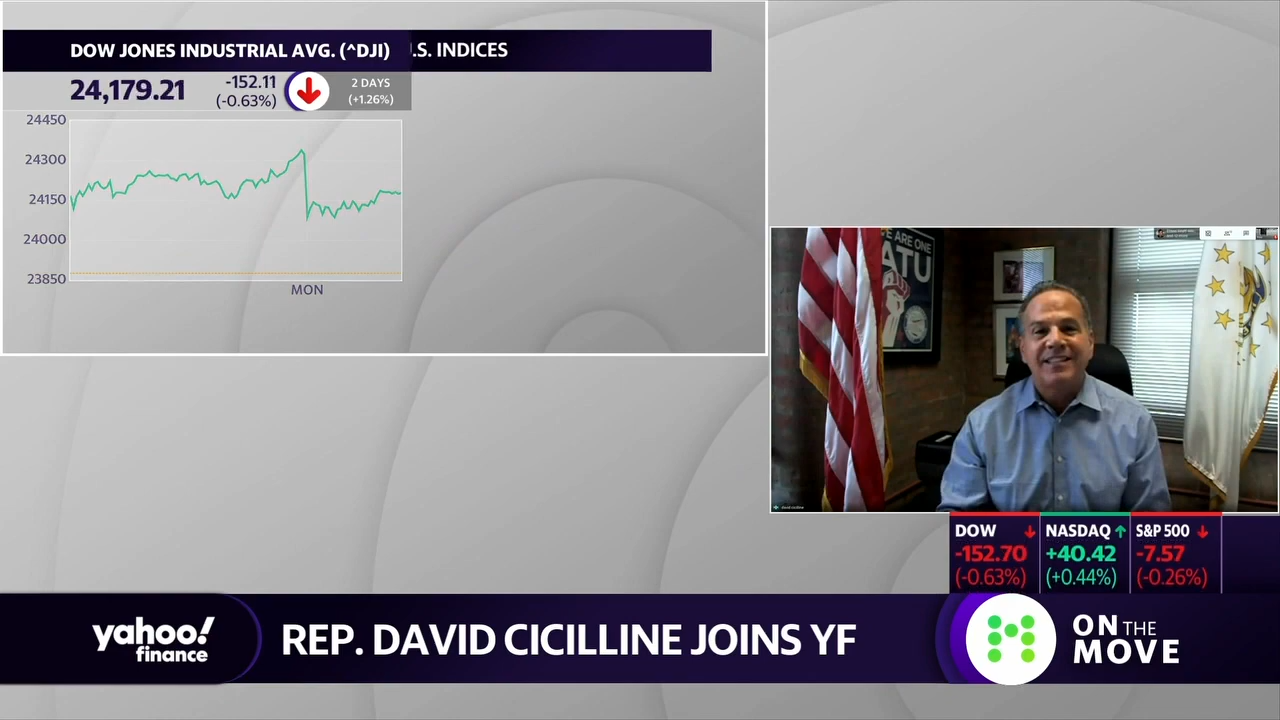 DOW JONES INDUSTRIAL AVG. (^DJI)
.S. INDICES
24,179.21
-152.11
(-0.63%)
2 DAYS
(+1.26%)
24450
24300
24150
24000
23850
MON
E ARE ONE
ATU
david cicilline
DOW
-152.70
(-0.63%)
NASDAQ
+40.42
(+0.44%)
S&P 500
-7.57
(-0.26%)
yahoo!
finance
REP. DAVID CICILLINE JOINS YF
ON THE
MOVE